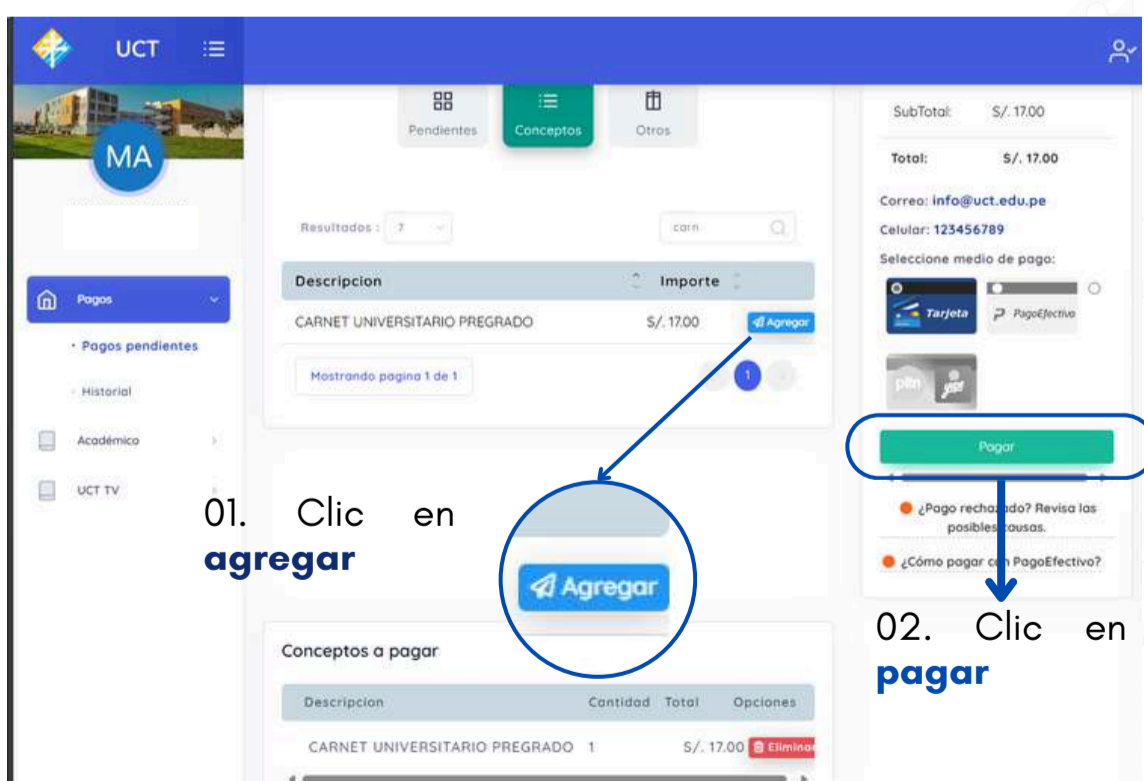 UCT
MA
Pagos
Pagos pendientes
Historial
Académico
UCT TV
Pendientes
Conceptos
Otros
Resultados : 7
carn
Descripcion Importe
CARNET UNIVERSITARIO PREGRADO S/. 17.00 Agregar
Mostrando pagina 1 de 1
1
01. Clic en
agregar
Agregar
Conceptos a pagar
Descripcion Cantidad Total Opciones
CARNET UNIVERSITARIO PREGRADO 1 S/. 17.00 Eliminar
SubTotal: S/. 17.00
Total: S/. 17.00
Correo: info@uct.edu.pe
Celular: 123456789
Seleccione medio de pago:
Tarjeta
PagoEfectivo
plin yape
Pagar
¿Pago rechazado? Revisa las
posibles causas.
¿Cómo pagar con PagoEfectivo?
02. Clic en
pagar